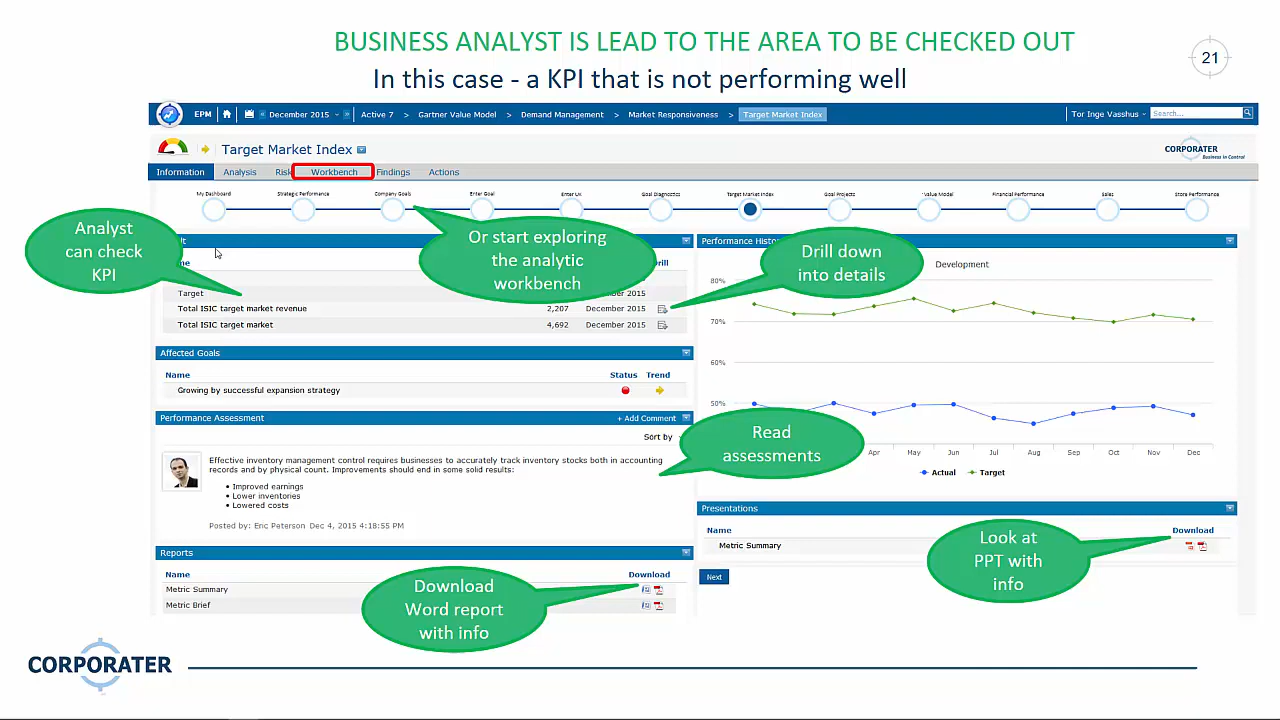 BUSINESS ANALYST IS LEAD TO THE AREA TO BE CHECKED OUT
In this case - a KPI that is not performing well
21
EPM December 2015 Active 7 > Gartner Value Model > Demand Management > Market Responsiveness > Target Market Index
Tor Inge Vasshus
Search...
Target Market Index
CORPORATER
Business in Control
Information Analysis Risk Workbench Findings Actions
My Dashboard Strategic Performance Company Goals Enter Goal Enter UX Goal Diagnostics Target Market Index Goal Projects Value Model Financial Performance Sales Store Performance
Analyst
can check
KPI
Or start exploring
the analytic
workbench
Drill down
into details
Target
2015
Total ISIC target market revenue 2,207 December 2015
Total ISIC target market 4,692 December 2015
Affected Goals
Name Status Trend
Growing by successful expansion strategy
Performance Assessment + Add Comment
Sort by
Effective inventory management control requires businesses to accurately track inventory stocks both in accounting
records and by physical count. Improvements should end in some solid results:
• Improved earnings
• Lower inventories
• Lowered costs
Posted by: Eric Peterson Dec 4, 2015 4:18:55 PM
Read
assessments
Reports
Name Download
Metric Summary
Metric Brief
Download
Word report
with info
Performance
Development
80%
70%
60%
50%
Apr May Jun Jul Aug Sep Oct Nov Dec
Actual Target
Presentations
Name Download
Metric Summary
Next
Look at
PPT with
info
CORPORATER